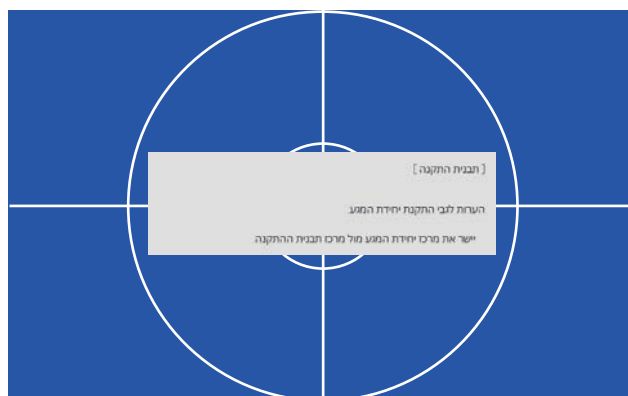 [ תבנית התקנה ]
הערות לגבי התקנת יחידת המגע
יישר את מרכז יחידת המגע מול מרכז תבנית ההתקנה